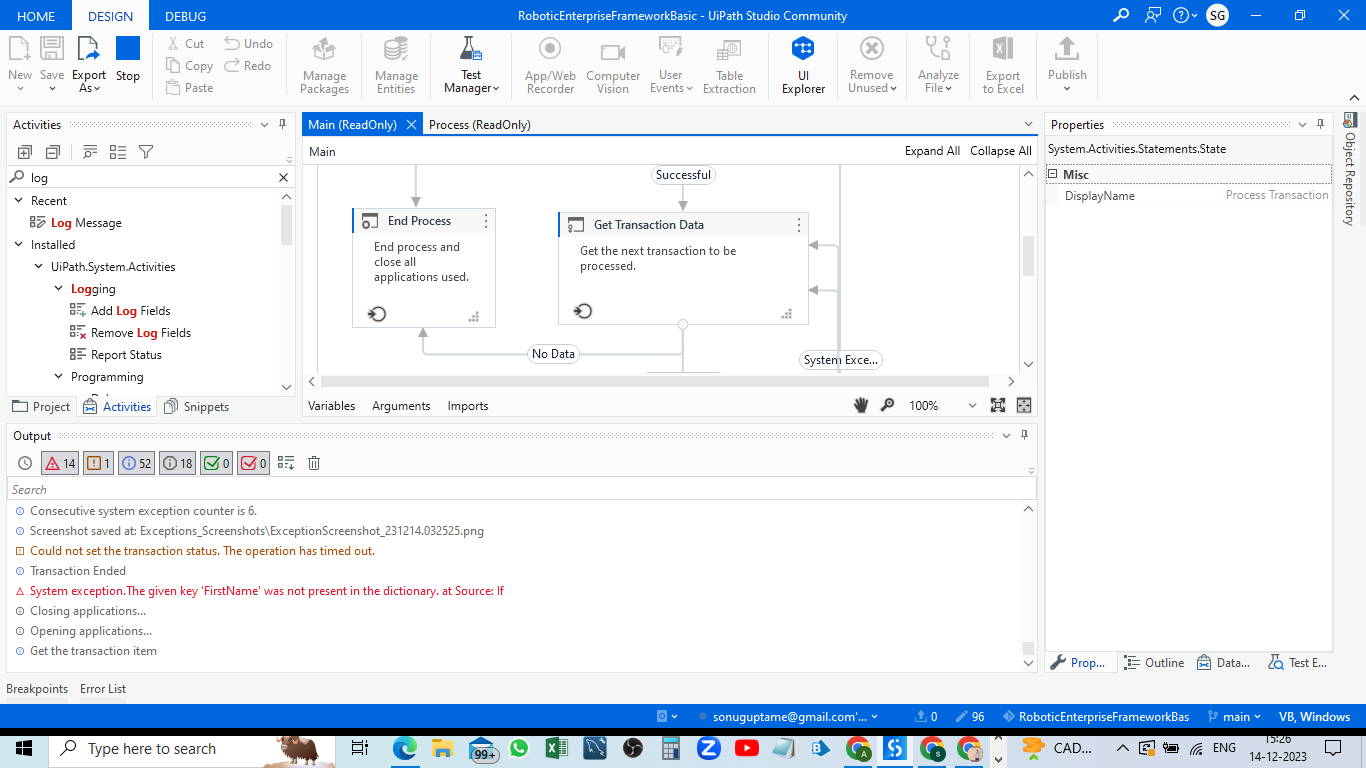 HOME DESIGN DEBUG RoboticEnterpriseFrameworkBasic - UiPath Studio Community SG
New Save Export As Stop Cut Copy Paste Undo Redo Manage Packages Manage Entities Test Manager App/Web Recorder Computer Vision User Events Table Extraction UI Explorer Remove Unused Analyze File Export to Excel Publish
Activities
log
Recent
Log Message
Installed
UiPath.System.Activities
Logging
Add Log Fields
Remove Log Fields
Report Status
Programming
Project Activities Snippets
Main (ReadOnly) Process (ReadOnly)
Main Expand All Collapse All
Successful
End Process
End process and
close all
applications used.
Get Transaction Data
Get the next transaction to be
processed.
No Data
System Exce...
Variables Arguments Imports 100%
Properties
System.Activities.Statements.State
Misc
DisplayName Process Transaction
Object Repository
Prop... Outline Data... Test E...
Output
14 1 52 18 0 0
Search
Consecutive system exception counter is 6.
Screenshot saved at: Exceptions_Screenshots\ExceptionScreenshot_231214.032525.png
Could not set the transaction status. The operation has timed out.
Transaction Ended
System exception.The given key 'FirstName' was not present in the dictionary. at Source: If
Closing applications...
Opening applications...
Get the transaction item
Breakpoints Error List
sonuguptame@gmail.com'... 0 96 RoboticEnterpriseFrameworkBas main VB, Windows
Type here to search 99+ CAD... ENG 15:26
14-12-2023